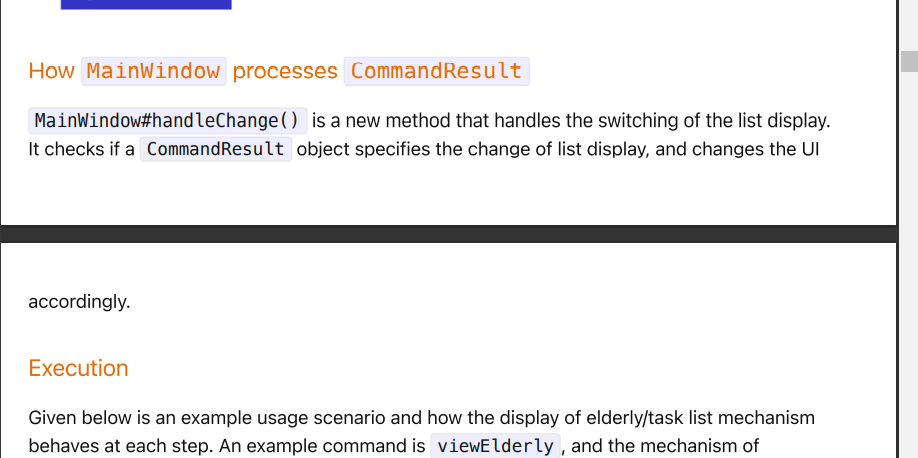 How MainWindow processes CommandResult
MainWindow#handleChange() is a new method that handles the switching of the list display.
It checks if a CommandResult object specifies the change of list display, and changes the UI
accordingly.
Execution
Given below is an example usage scenario and how the display of elderly/task list mechanism
behaves at each step. An example command is viewElderly , and the mechanism of